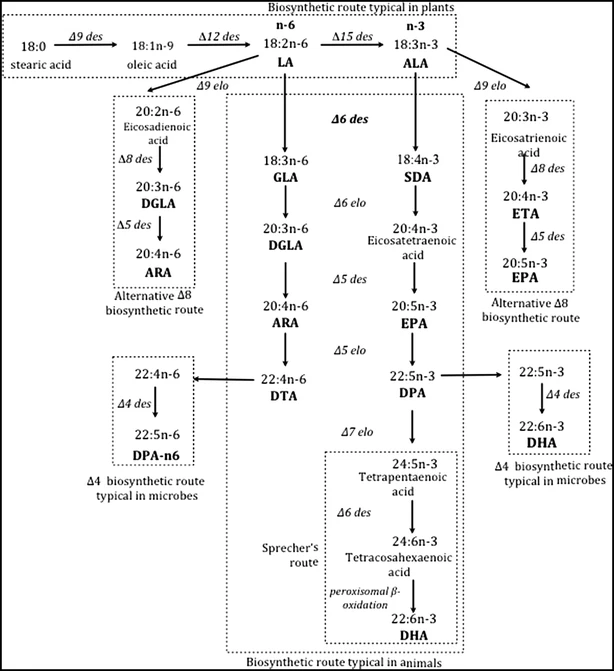 Biosynthetic route typical in plants
n-6 n-3
18:0 Δ9 des 18:1n-9 Δ12 des 18:2n-6 Δ15 des 18:3n-3
stearic acid oleic acid LA ALA
Δ9 elo Δ9 elo
20:2n-6
Eicosadienoic
acid
Δ8 des
20:3n-6
DGLA
Δ5 des
20:4n-6
ARA
Alternative Δ8
biosynthetic route
Δ6 des
18:3n-6 18:4n-3
GLA SDA
Δ6 elo
20:3n-6 20:4n-3
DGLA Eicosatetraenoic
acid
Δ5 des
20:4n-6 20:5n-3
ARA EPA
Δ5 elo
22:4n-6 22:5n-3
DTA DPA
20:3n-3
Eicosatrienoic
acid
Δ8 des
20:4n-3
ETA
Δ5 des
20:5n-3
EPA
Alternative Δ8
biosynthetic route
22:4n-6
Δ4 des
22:5n-6
DPA-n6
Δ4 biosynthetic route
typical in microbes
22:5n-3
Δ4 des
22:6n-3
DHA
Δ4 biosynthetic route
typical in microbes
Δ7 elo
24:5n-3
Tetrapentaenoic
acid
Δ6 des
24:6n-3
Tetracosahexaenoic
acid
Sprecher's
route
peroxisomal β-
oxidation
22:6n-3
DHA
Biosynthetic route typical in animals